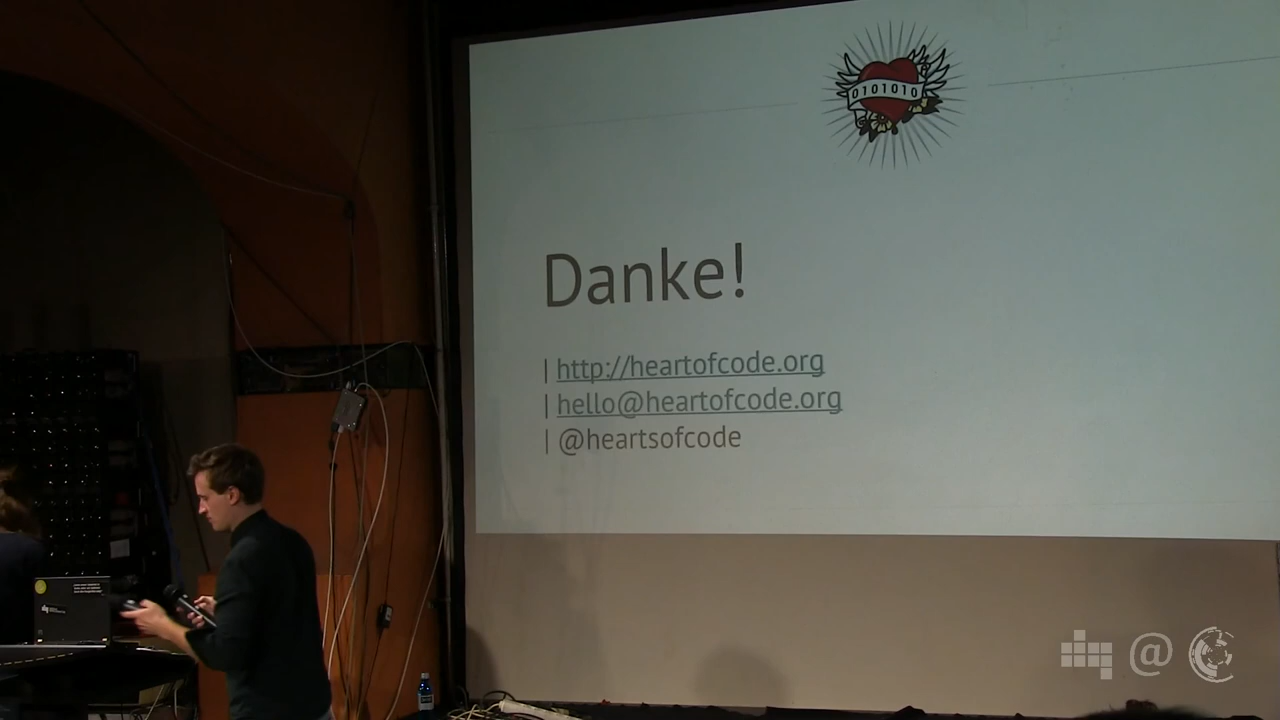 0101010
Danke!
| http://heartofcode.org
| hello@heartofcode.org
| @heartsofcode
@